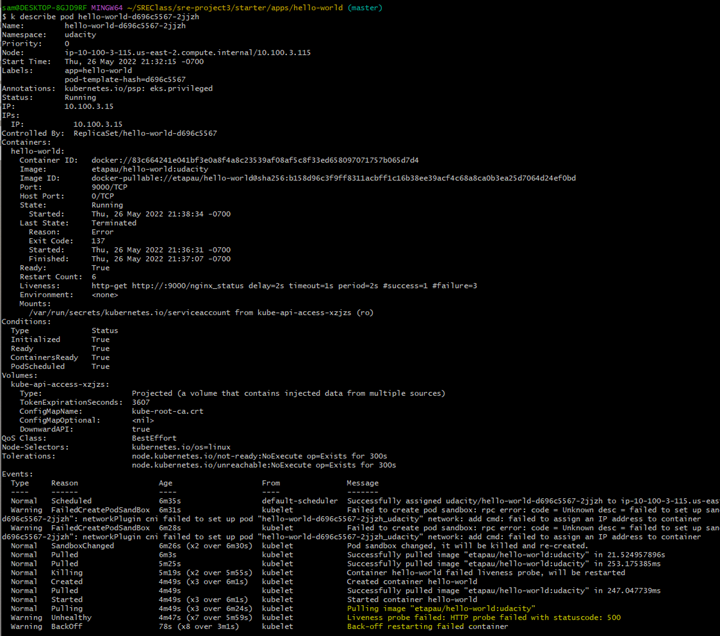 sam@DESKTOP-8GJD9RF MINGW64 ~/SREClass/sre-project3/starter/apps/hello-world (master)
$ k describe pod hello-world-d696c5567-2jjzh
Name: hello-world-d696c5567-2jjzh
Namespace: udacity
Priority: 0
Node: ip-10-100-3-115.us-east-2.compute.internal/10.100.3.115
Start Time: Thu, 26 May 2022 21:32:15 -0700
Labels: app=hello-world
pod-template-hash=d696c5567
Annotations: kubernetes.io/psp: eks.privileged
Status: Running
IP: 10.100.3.15
IPs:
IP: 10.100.3.15
Controlled By: ReplicaSet/hello-world-d696c5567
Containers:
hello-world:
Container ID: docker://83c664241e041bf3e0a8f4a8c23539af08af5c8f33ed658097071757b065d7d4
Image: etapau/hello-world:udacity
Image ID: docker-pullable://etapau/hello-world@sha256:b158d96c3f9ff8311acbff1c16b38ee39acf4c68a8ca0b3ea25d7064d24ef0bd
Port: 9000/TCP
Host Port: 0/TCP
State: Running
Started: Thu, 26 May 2022 21:38:34 -0700
Last State: Terminated
Reason: Error
Exit Code: 137
Started: Thu, 26 May 2022 21:36:31 -0700
Finished: Thu, 26 May 2022 21:37:07 -0700
Ready: True
Restart Count: 6
Liveness: http-get http://:9000/nginx_status delay=2s timeout=1s period=2s #success=1 #failure=3
Environment: <none>
Mounts:
/var/run/secrets/kubernetes.io/serviceaccount from kube-api-access-xzjzs (ro)
Conditions:
Type Status
Initialized True
Ready True
ContainersReady True
PodScheduled True
Volumes:
kube-api-access-xzjzs:
Type: Projected (a volume that contains injected data from multiple sources)
TokenExpirationSeconds: 3607
ConfigMapName: kube-root-ca.crt
ConfigMapOptional: <nil>
DownwardAPI: true
QoS Class: BestEffort
Node-Selectors: kubernetes.io/os=linux
Tolerations: node.kubernetes.io/not-ready:NoExecute op=Exists for 300s
node.kubernetes.io/unreachable:NoExecute op=Exists for 300s
Events:
Type Reason Age From Message
---- ------ ---- ---- -------
Normal Scheduled 6m35s default-scheduler Successfully assigned udacity/hello-world-d696c5567-2jjzh to ip-10-100-3-115.us-eas
Warning FailedCreatePodSandBox 6m31s kubelet Failed to create pod sandbox: rpc error: code = Unknown desc = failed to set up san
d696c5567-2jjzh": networkPlugin cni failed to set up pod "hello-world-d696c5567-2jjzh_udacity" network: add cmd: failed to assign an IP address to container
Warning FailedCreatePodSandBox 6m28s kubelet Failed to create pod sandbox: rpc error: code = Unknown desc = failed to set up san
d696c5567-2jjzh": networkPlugin cni failed to set up pod "hello-world-d696c5567-2jjzh_udacity" network: add cmd: failed to assign an IP address to container
Normal SandboxChanged 6m26s (x2 over 6m30s) kubelet Pod sandbox changed, it will be killed and re-created.
Normal Pulled 6m3s kubelet Successfully pulled image "etapau/hello-world:udacity" in 21.524957896s
Normal Pulled 5m25s kubelet Successfully pulled image "etapau/hello-world:udacity" in 253.175385ms
Normal Killing 5m19s (x2 over 5m55s) kubelet Container hello-world failed liveness probe, will be restarted
Normal Created 4m49s (x3 over 6m1s) kubelet Created container hello-world
Normal Pulled 4m49s kubelet Successfully pulled image "etapau/hello-world:udacity" in 247.047739ms
Normal Started 4m49s (x3 over 6m1s) kubelet Started container hello-world
Normal Pulling 4m49s (x3 over 6m24s) kubelet Pulling image "etapau/hello-world:udacity"
Warning Unhealthy 4m47s (x7 over 5m59s) kubelet Liveness probe failed: HTTP probe failed with statuscode: 500
Warning BackOff 78s (x8 over 3m1s) kubelet Back-off restarting failed container